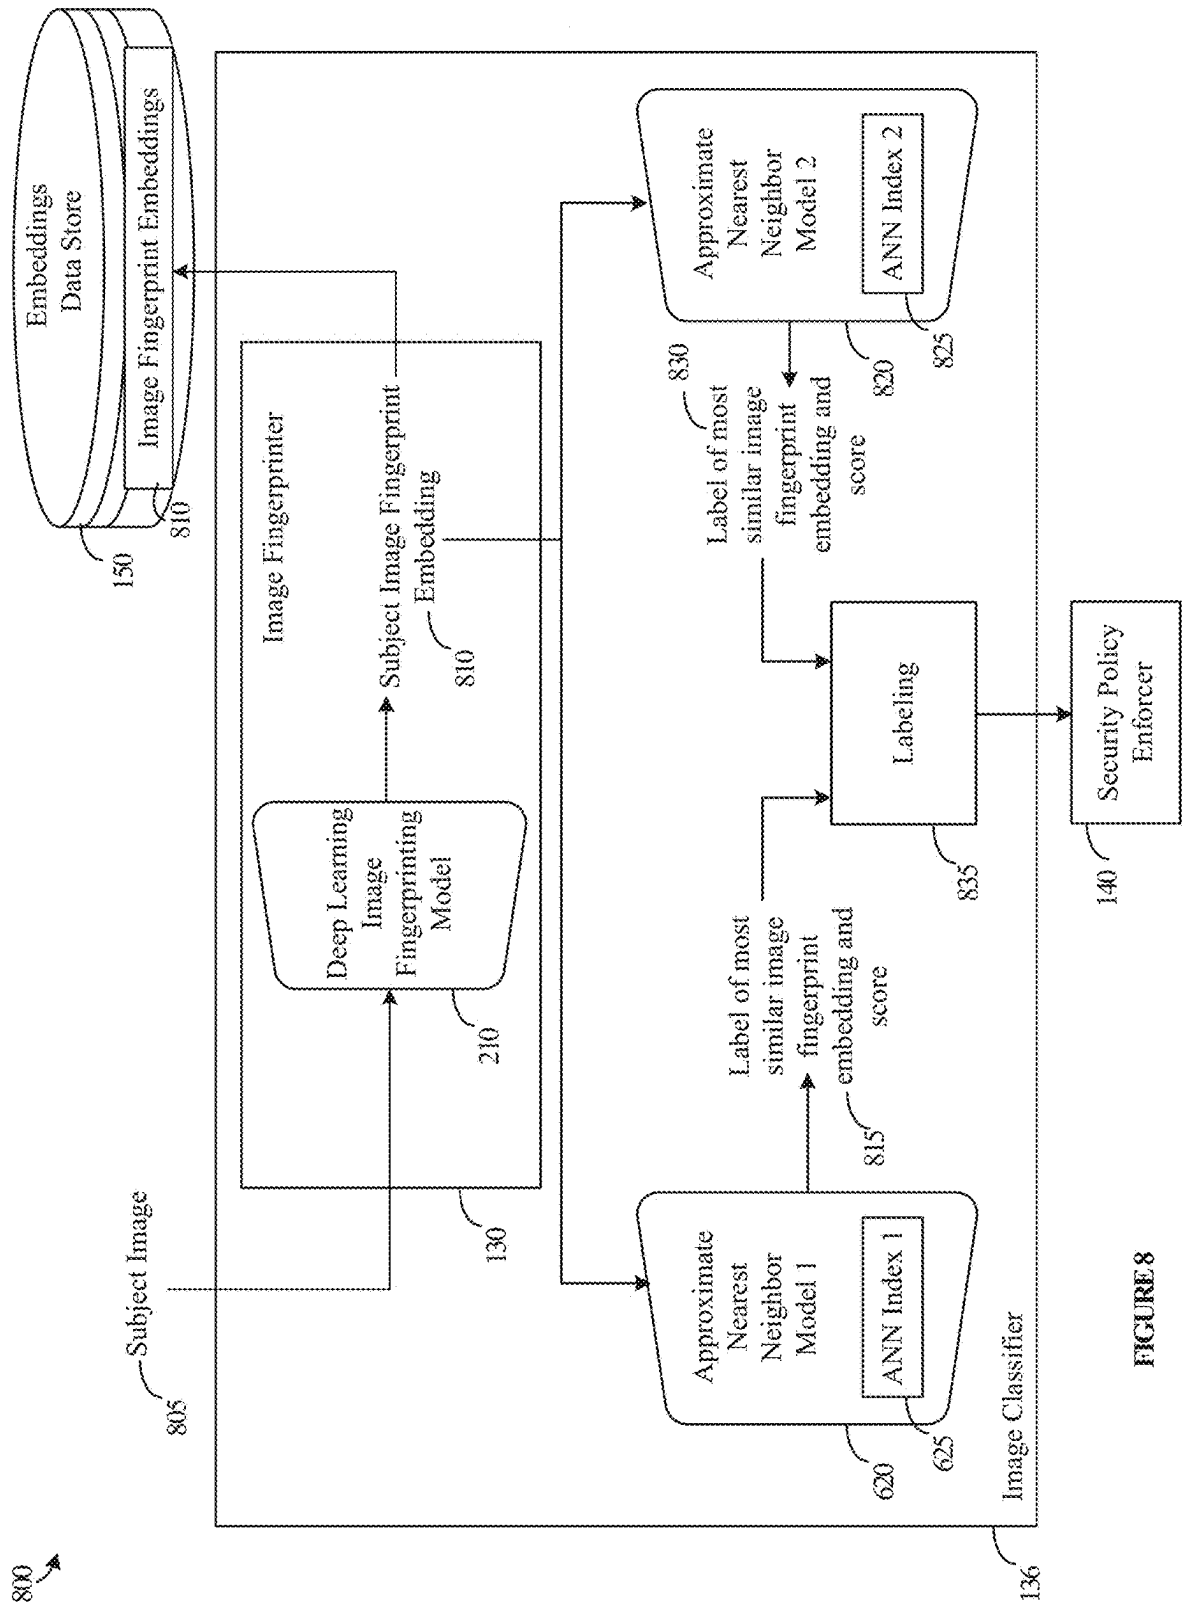 800
Subject Image
805
Embeddings
Data Store
Image Fingerprint Embeddings
150
810
Image Fingerprinter
Deep Learning
Image
Fingerprinting
Model
210
Subject Image Fingerprint
Embedding
810
130
Approximate
Nearest
Neighbor
Model 1
ANN Index 1
620
625
Label of most
similar image
fingerprint
embedding and
score
815
Labeling
835
Label of most
similar image
fingerprint
embedding and
score
830
Approximate
Nearest
Neighbor
Model 2
ANN Index 2
820
825
Image Classifier
136
Security Policy
Enforcer
140
FIGURE 8